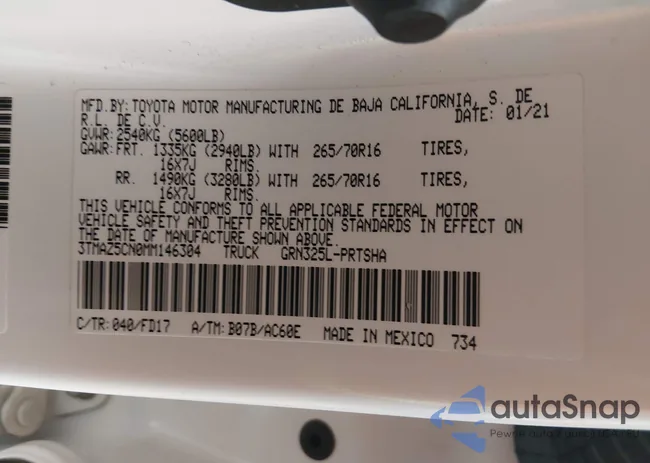 MFD.BY: TOYOTA MOTOR MANUFACTURING DE BAJA CALIFORNIA, S. DE
R.L. DE C.V. DATE: 01/21
GVWR: 2540KG (5600LB)
GAWR: FRT. 1335KG (2940LB) WITH 265/70R16 TIRES,
16X7J RIMS.
RR. 1490KG (3280LB) WITH 265/70R16 TIRES,
16X7J RIMS.
THIS VEHICLE CONFORMS TO ALL APPLICABLE FEDERAL MOTOR
VEHICLE SAFETY AND THEFT PREVENTION STANDARDS IN EFFECT ON
THE DATE OF MANUFACTURE SHOWN ABOVE.
3TMAZ5CN0MM146304 TRUCK GRN325L-PRTSHA
C/TR: 040/FD17 A/TM: B07B/AC60E MADE IN MEXICO 734
autaSnap